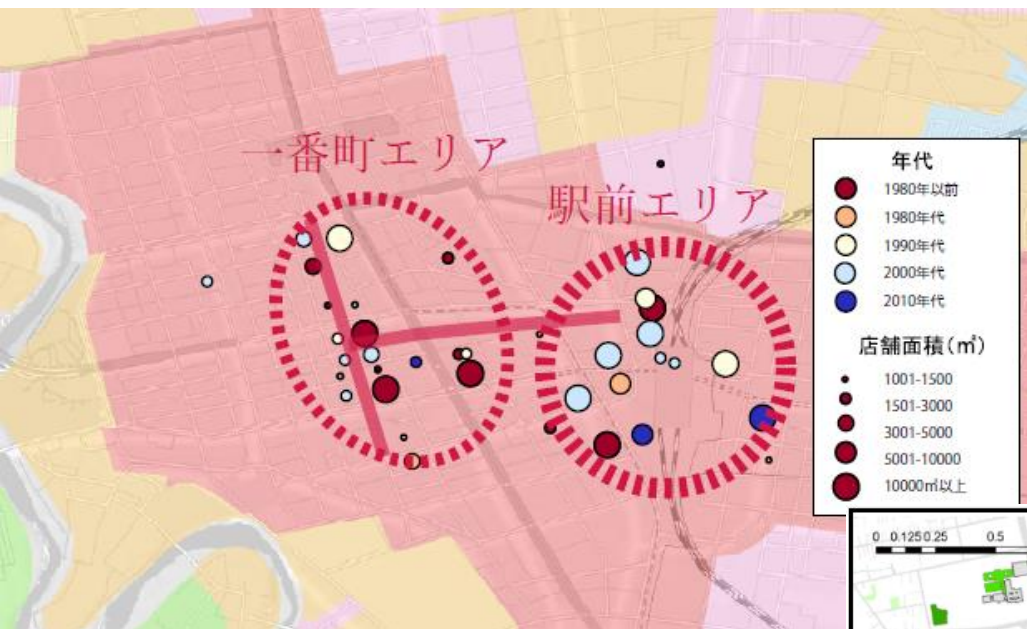 一番町エリア
駅前エリア
年代
1980年以前
1980年代
1990年代
2000年代
2010年代
店舗面積(㎡)
1001-1500
1501-3000
3001-5000
5001-10000
10000㎡以上
0 0.125 0.25 0.5